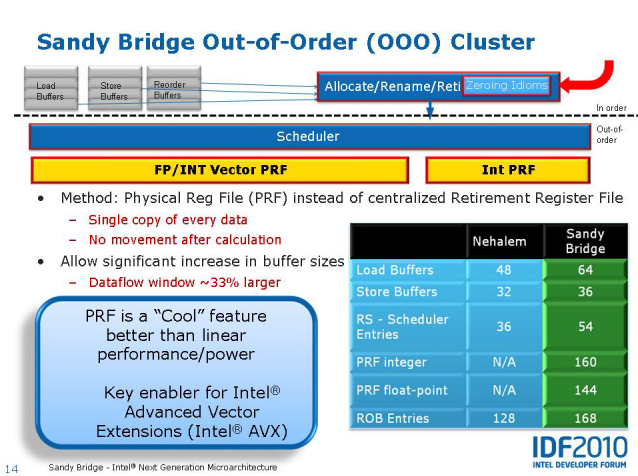 Sandy Bridge Out-of-Order (OOO) Cluster
Load
Buffers
Store
Buffers
Reorder
Buffers
Allocate/Rename/Reti
Zeroing Idioms
In order
Out-of-
order
Scheduler
FP/INT Vector PRF
Int PRF
• Method: Physical Reg File (PRF) instead of centralized Retirement Register File
– Single copy of every data
– No movement after calculation
• Allow significant increase in buffer sizes
– Dataflow window ~33% larger
PRF is a “Cool” feature
better than linear
performance/power
Key enabler for Intel®
Advanced Vector
Extensions (Intel® AVX)
Nehalem Sandy
Bridge
Load Buffers 48 64
Store Buffers 32 36
RS - Scheduler
Entries 36 54
PRF integer N/A 160
PRF float-point N/A 144
ROB Entries 128 168
IDF2010
INTEL DEVELOPER FORUM
14 Sandy Bridge - Intel® Next Generation Microarchitecture